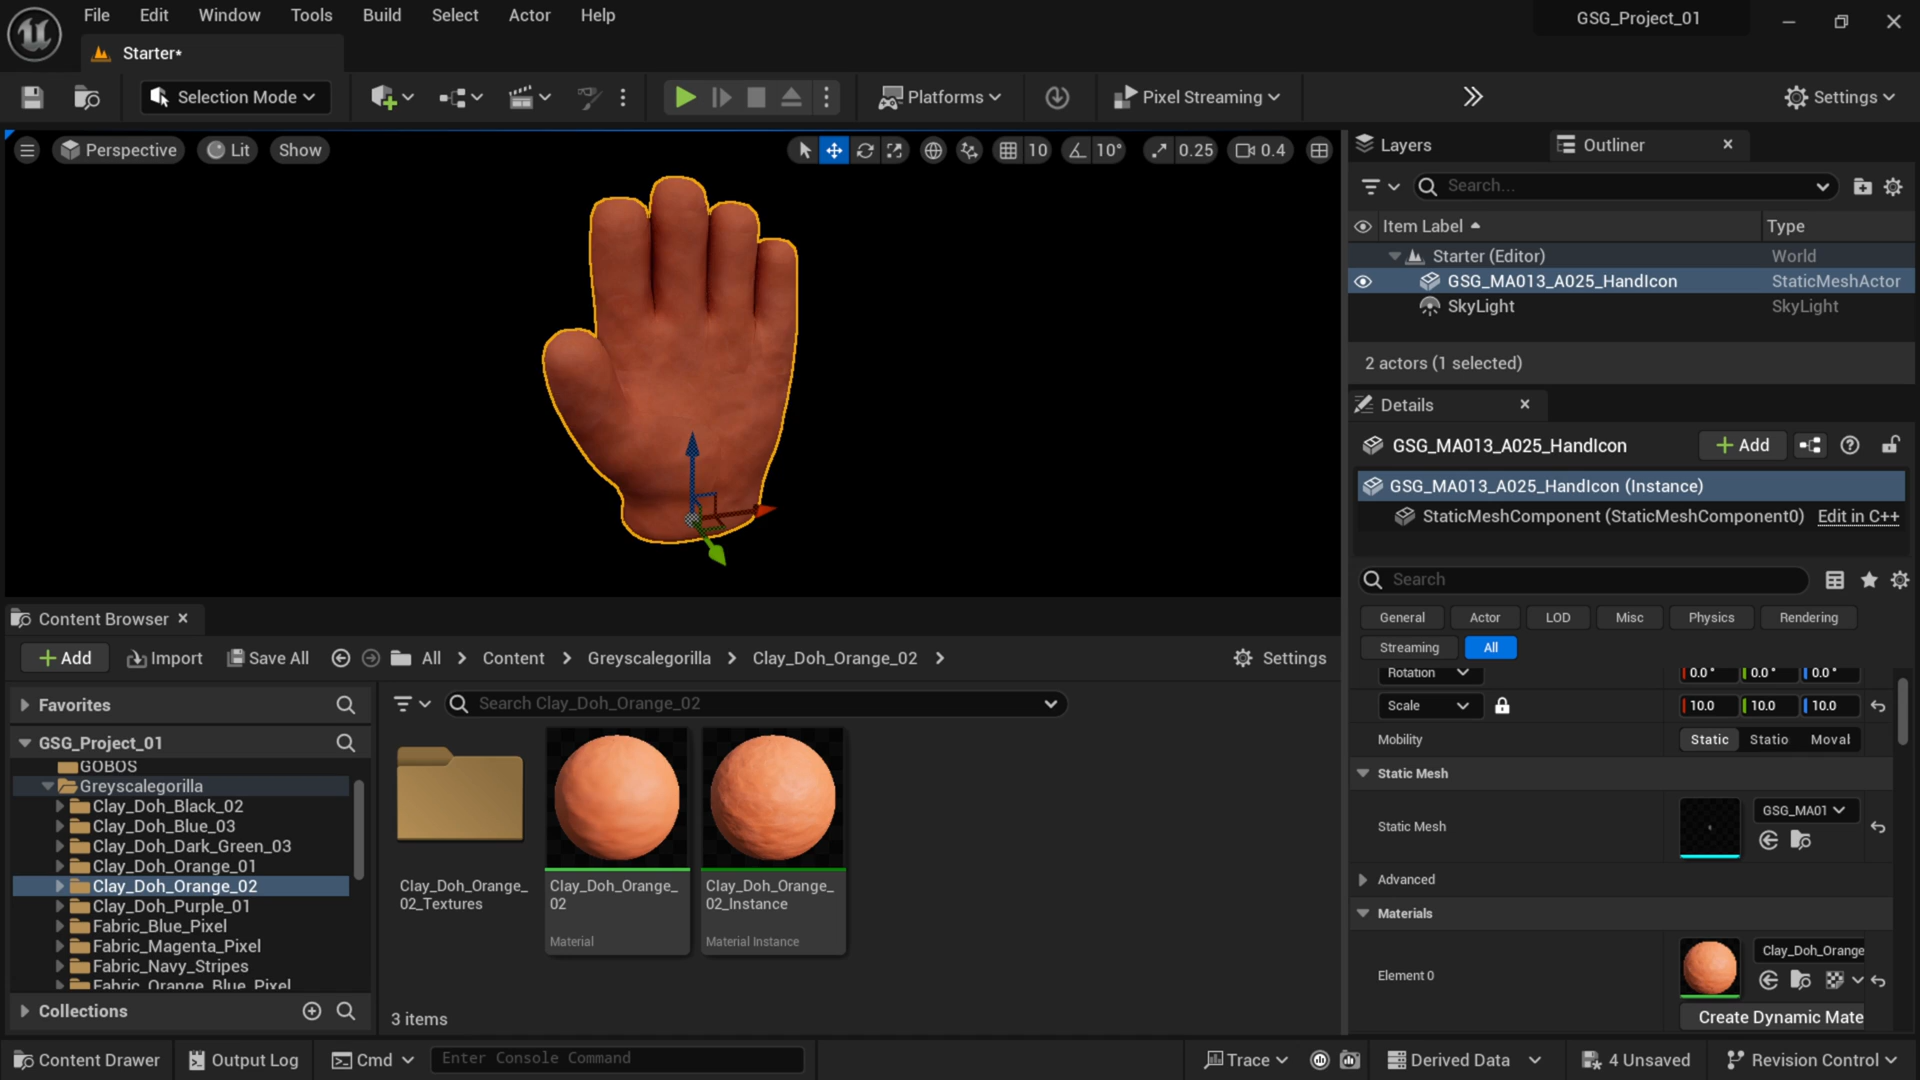 File Edit Window Tools Build Select Actor Help
GSG_Project_01
Starter*
Selection Mode
Platforms
Pixel Streaming
Settings
Perspective
Lit
Show
10
10°
0.25
0.4
Layers
Outliner
Search...
Item Label
Type
Starter (Editor)
World
GSG_MA013_A025_HandIcon
StaticMeshActor
SkyLight
SkyLight
2 actors (1 selected)
Details
GSG_MA013_A025_HandIcon
Add
GSG_MA013_A025_HandIcon (Instance)
StaticMeshComponent (StaticMeshComponent0)
Edit in C++
Search
General
Actor
LOD
Misc
Physics
Rendering
Streaming
All
Rotation
0.0°
0.0°
0.0°
Scale
10.0
10.0
10.0
Mobility
Static
Statio
Moval
Static Mesh
Static Mesh
GSG_MA01
Advanced
Materials
Element 0
Clay_Doh_Orange
Create Dynamic Mate
Content Browser
Add
Import
Save All
All
Content
Greyscalegorilla
Clay_Doh_Orange_02
Settings
Favorites
Search Clay_Doh_Orange_02
GSG_Project_01
GOBOS
Greyscalegorilla
Clay_Doh_Black_02
Clay_Doh_Blue_03
Clay_Doh_Dark_Green_03
Clay_Doh_Orange_01
Clay_Doh_Orange_02
Clay_Doh_Purple_01
Fabric_Blue_Pixel
Fabric_Magenta_Pixel
Fabric_Navy_Stripes
Fabric_Orange_Blue_Pixel
Collections
Clay_Doh_Orange_
02_Textures
Clay_Doh_Orange_
02
Material
Clay_Doh_Orange_
02_Instance
Material Instance
3 items
Content Drawer
Output Log
Cmd
Enter Console Command
Trace
Derived Data
4 Unsaved
Revision Control